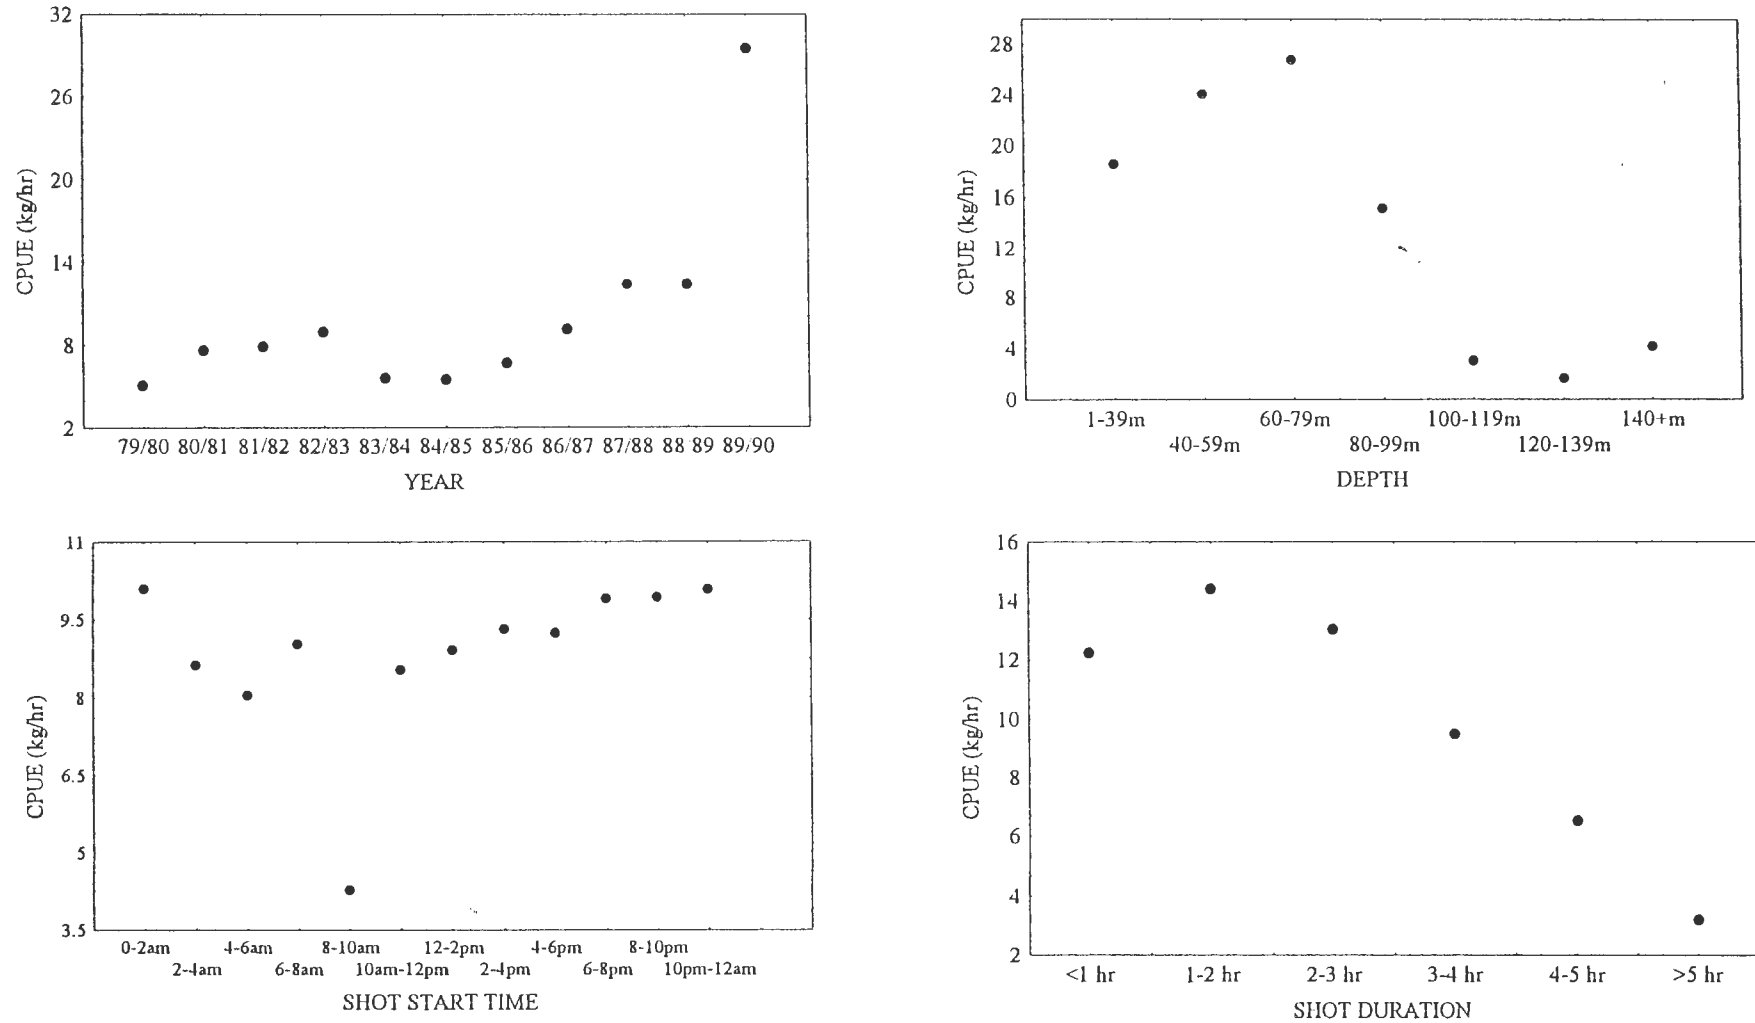 32
26
20
14
8
2
CPUE (kg/hr)
79/80 80/81 81/82 82/83 83/84 84/85 85/86 86/87 87/88 88 89 89/90
YEAR
28
24
20
16
12
8
4
0
CPUE (kg/hr)
1-39m 60-79m 100-119m 140+m
40-59m 80-99m 120-139m
DEPTH
11
9.5
8
6.5
5
3.5
CPUE (kg/hr)
0-2am 4-6am 8-10am 12-2pm 4-6pm 8-10pm
2-4am 6-8am 10am-12pm 2-4pm 6-8pm 10pm-12am
SHOT START TIME
16
14
12
10
8
6
4
2
CPUE (kg/hr)
<1 hr 1-2 hr 2-3 hr 3-4 hr 4-5 hr >5 hr
SHOT DURATION